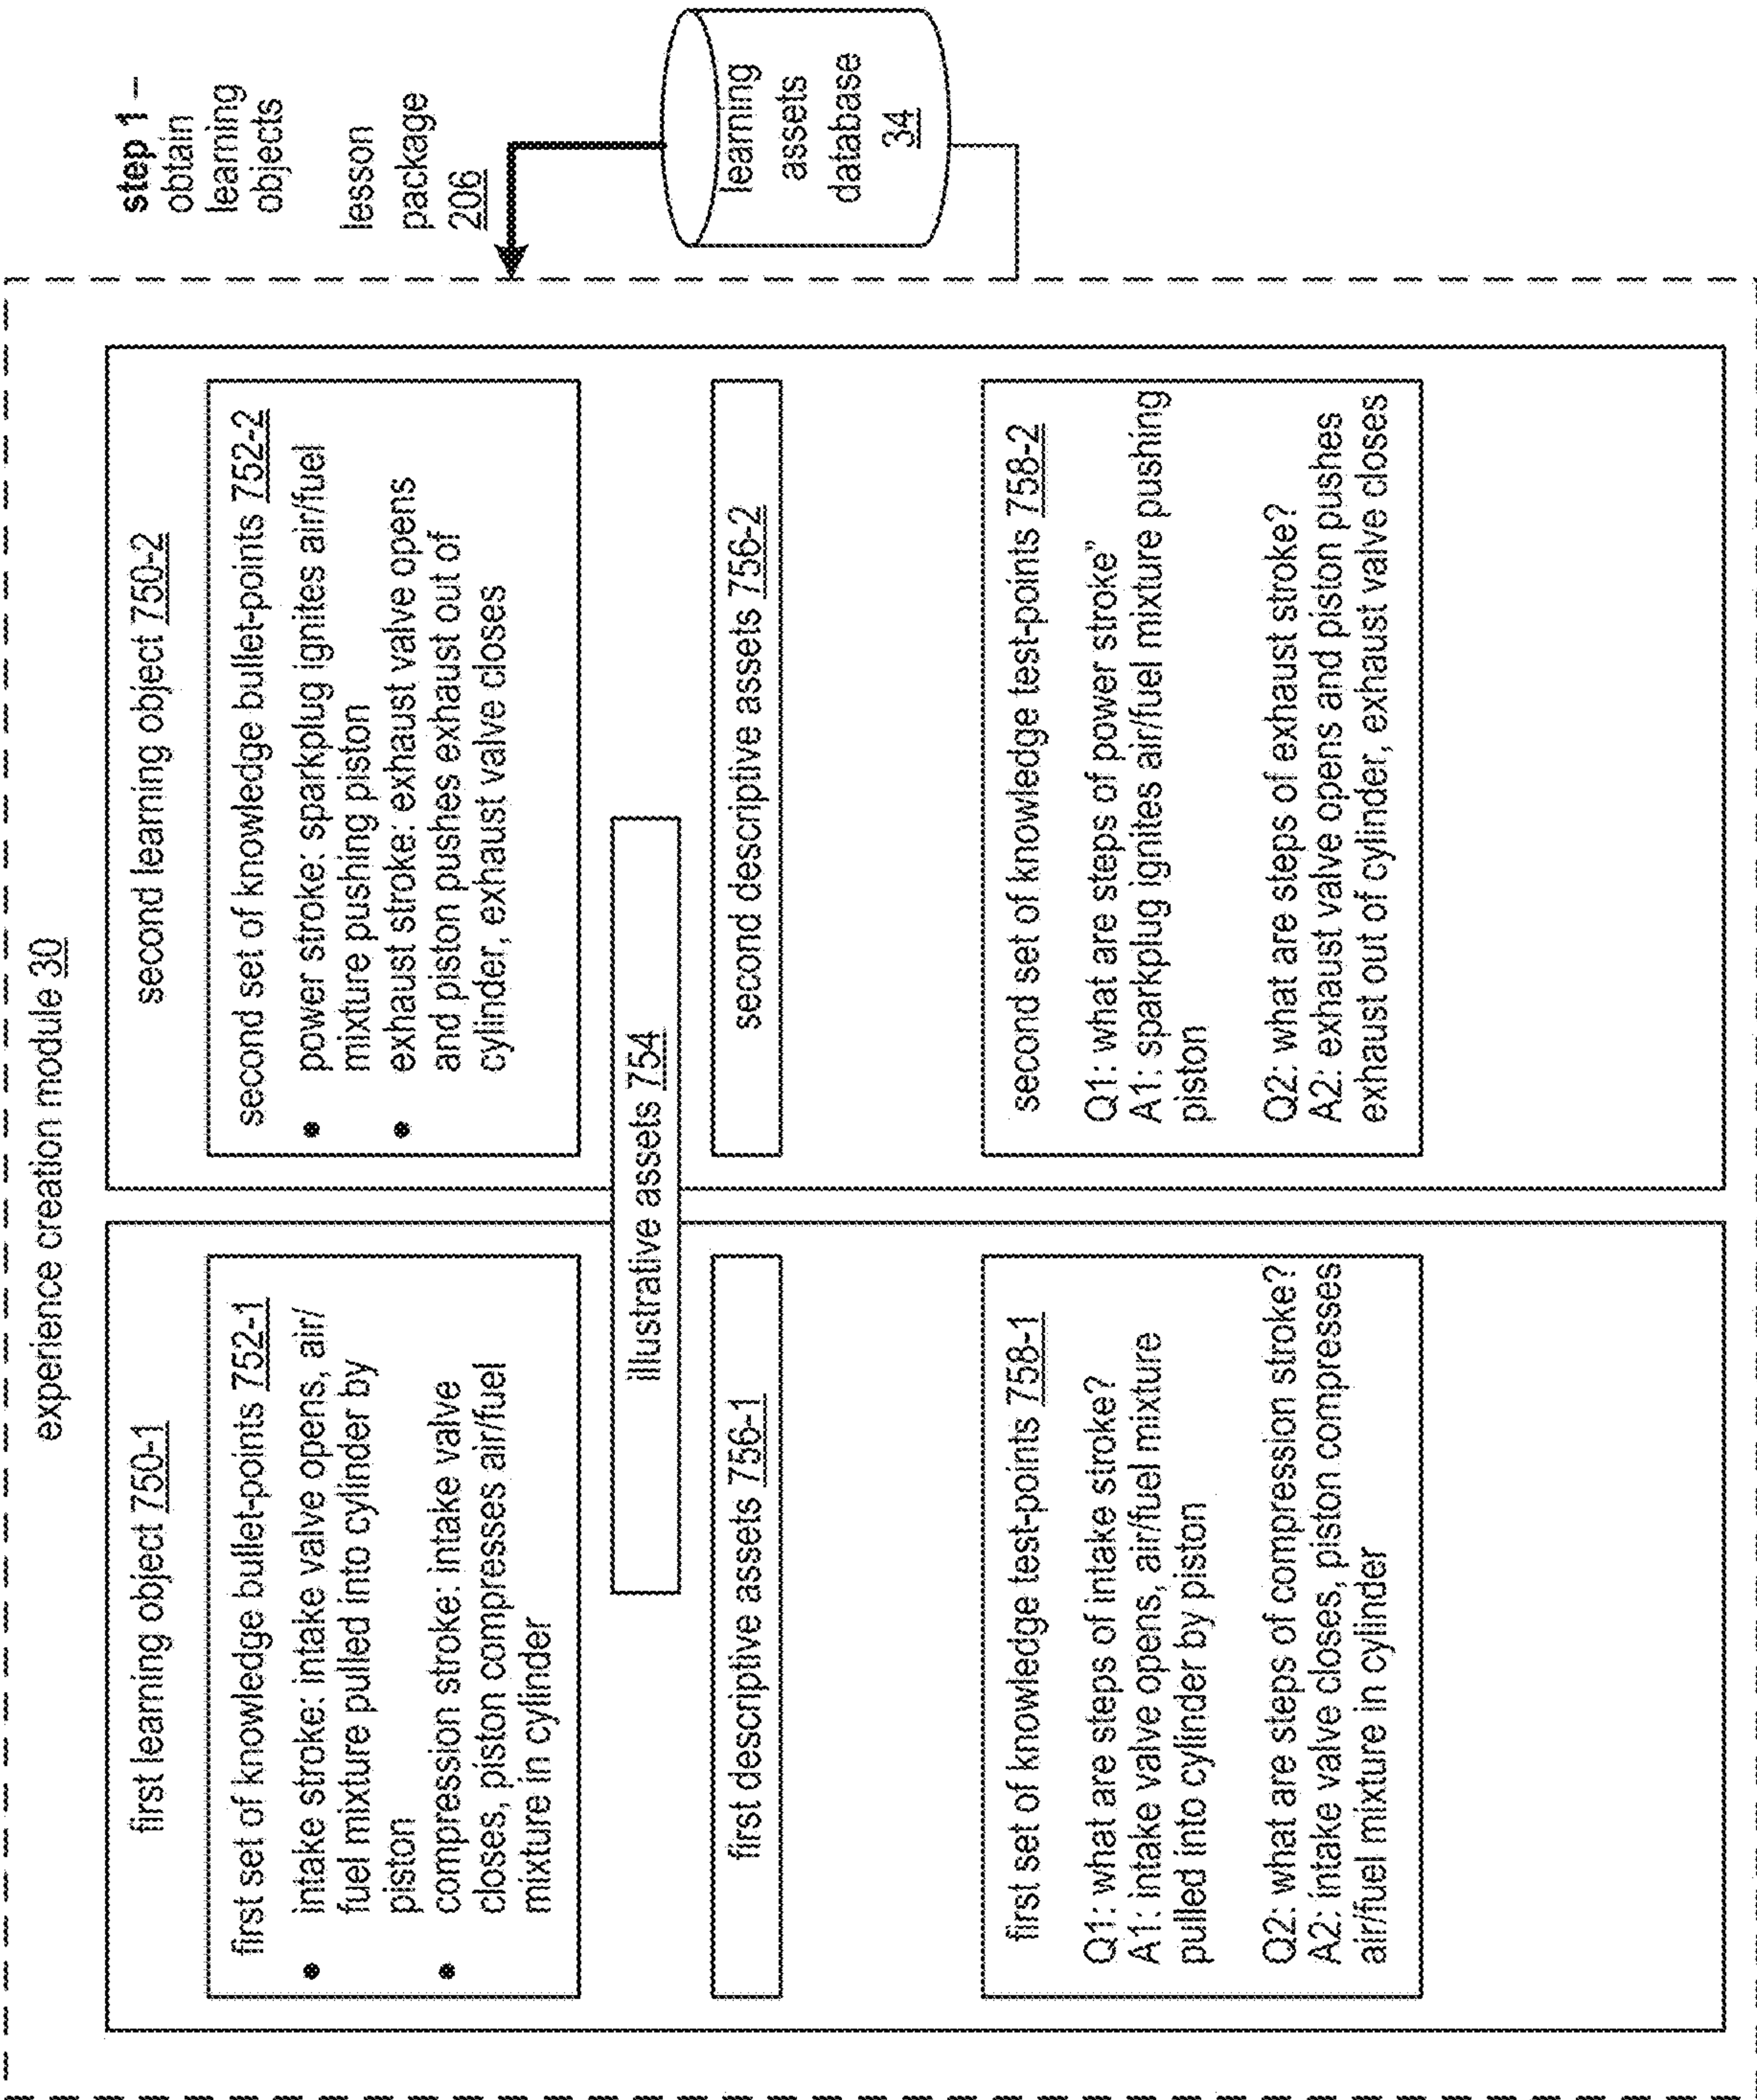 experience creation module 30
first learning object 750-1
first set of knowledge bullet-points 752-1
• intake stroke: intake valve opens, air/
fuel mixture pulled into cylinder by
piston
• compression stroke: intake valve
closes, piston compresses air/fuel
mixture in cylinder
second learning object 750-2
second set of knowledge bullet-points 752-2
• power stroke: sparkplug ignites air/fuel
mixture pushing piston
• exhaust stroke: exhaust valve opens
and piston pushes exhaust out of
cylinder, exhaust valve closes
illustrative assets 754
first descriptive assets 756-1
second descriptive assets 756-2
first set of knowledge test-points 758-1
Q1: what are steps of intake stroke?
A1: intake valve opens, air/fuel mixture
pulled into cylinder by piston
Q2: what are steps of compression stroke?
A2: intake valve closes, piston compresses
air/fuel mixture in cylinder
second set of knowledge test-points 758-2
Q1: what are steps of power stroke”
A1: sparkplug ignites air/fuel mixture pushing
piston
Q2: what are steps of exhaust stroke?
A2: exhaust valve opens and piston pushes
exhaust out of cylinder, exhaust valve closes
step 1 –
obtain
learning
objects
lesson
package
206
learning
assets
database
34